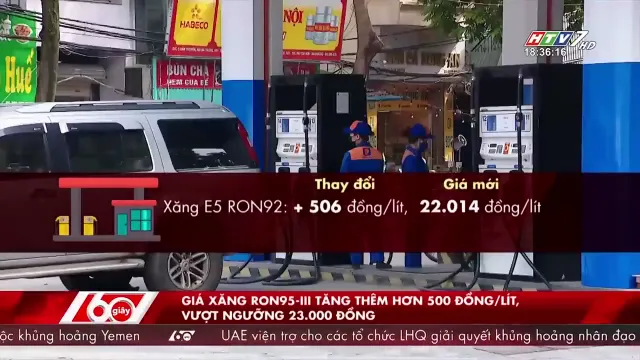 HABECO
NỘI
HTV7 HD
18:36:16
Huế
BÚN CHẢ
Thay đổi Giá mới
Xăng E5 RON92: + 506 đồng/lít, 22.014 đồng/lít
60 giây
GIÁ XĂNG RON95-III TĂNG THÊM HƠN 500 ĐỒNG/LÍT,
VƯỢT NGƯỠNG 23.000 ĐỒNG
ộc khủng hoảng Yemen 60 UAE viện trợ cho các tổ chức LHQ giải quyết khủng hoảng nhân đạo